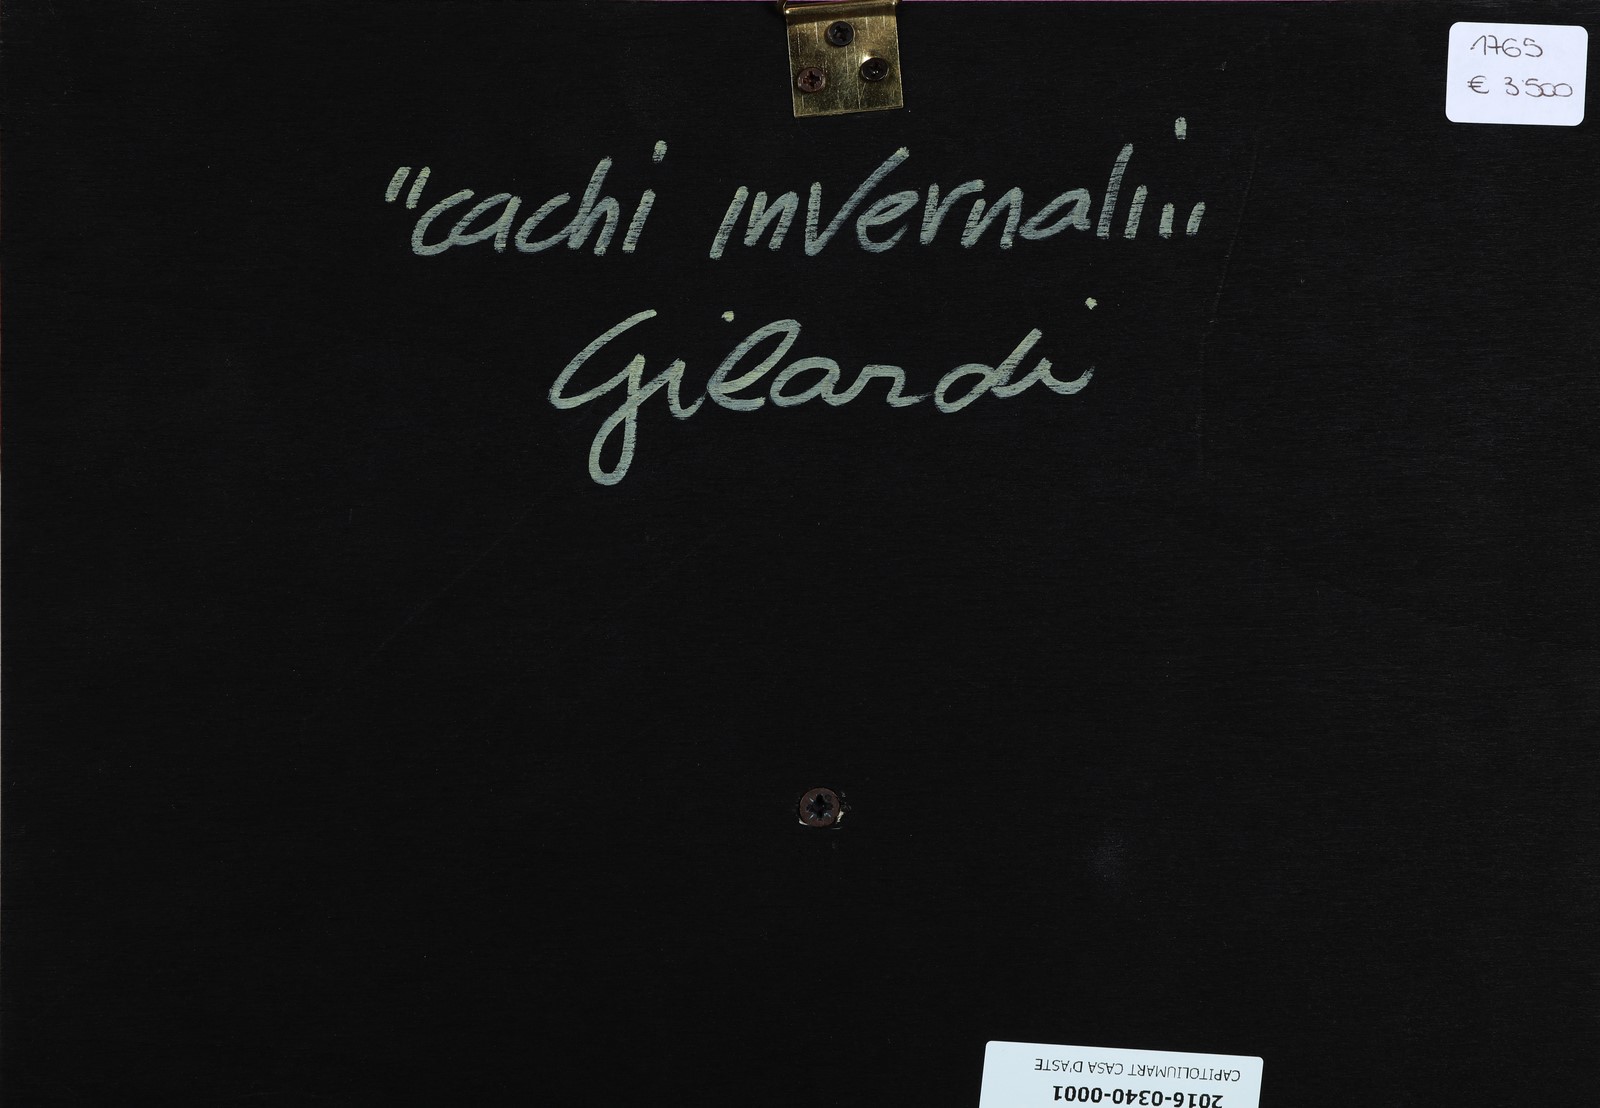 1765
€ 3'500
"cachi invernali"
Gilardi
CAPITOLIUMART CASA D'ASTE
2016-0340-0001